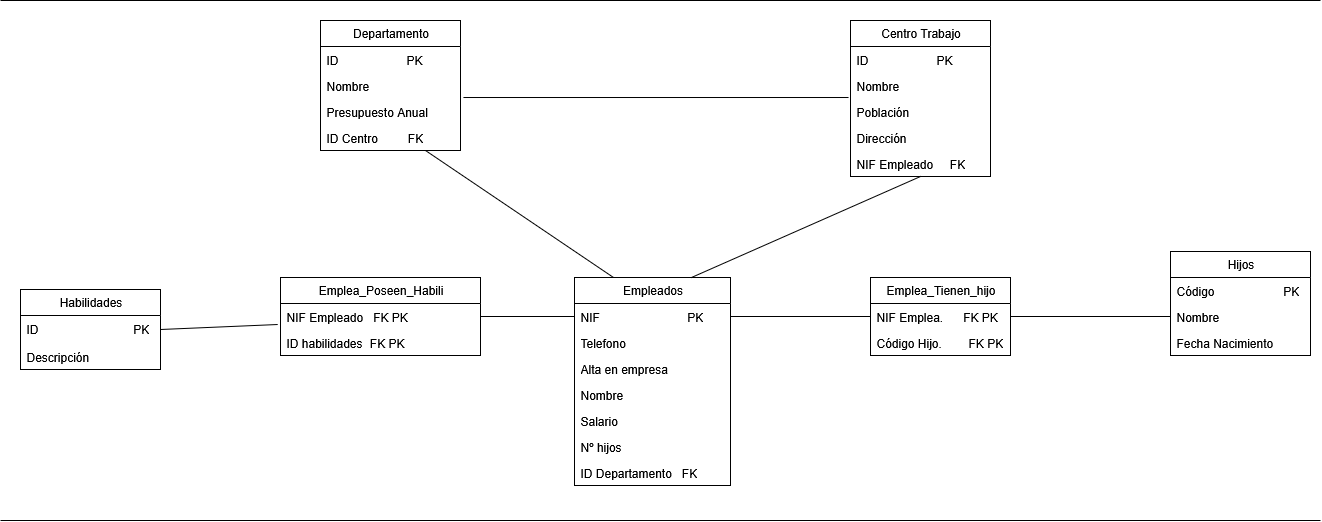 Departamento
ID PK
Nombre
Presupuesto Anual
ID Centro FK
Centro Trabajo
ID PK
Nombre
Población
Dirección
NIF Empleado FK
Habilidades
ID PK
Descripción
Emplea_Poseen_Habili
NIF Empleado FK PK
ID habilidades FK PK
Empleados
NIF PK
Telefono
Alta en empresa
Nombre
Salario
Nº hijos
ID Departamento FK
Emplea_Tienen_hijo
NIF Emplea. FK PK
Código Hijo. FK PK
Hijos
Código PK
Nombre
Fecha Nacimiento